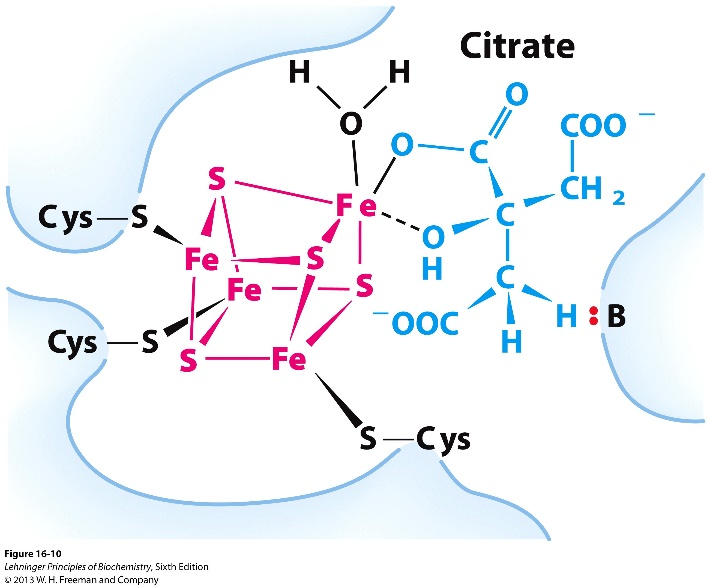 Citrate
H H
O
O
O
C
COO⁻
S
Fe
CH₂
C
Cys—S
O
H
Fe
S
Fe
S
C
⁻OOC
H
H : B
Cys—S
S
Fe
S—Cys
Figure 16-10
Lehninger Principles of Biochemistry, Sixth Edition
© 2013 W. H. Freeman and Company